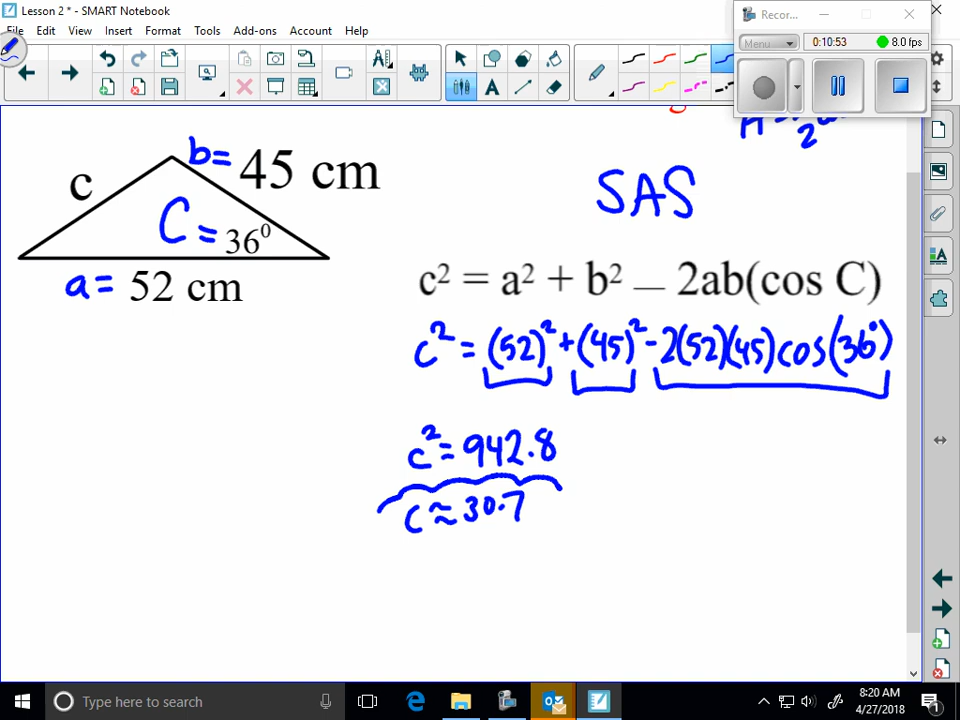 Lesson 2 * - SMART Notebook
Recor...
File Edit View Insert Format Tools Add-ons Account Help
Menu 0:10:53 8.0 fps
SAS
b = 45 cm
c
C = 36⁰
a = 52 cm
c² = a² + b² — 2ab(cos C)
c² = (52)² + (45)² - 2(52)(45)cos(36°)
c² = 942.8
c ≈ 30.7
Type here to search
8:20 AM
4/27/2018
1